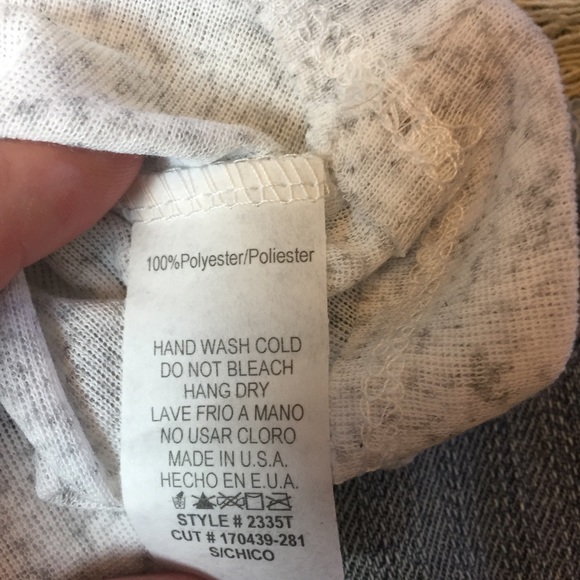 100%Polyester/Poliester
HAND WASH COLD
DO NOT BLEACH
HANG DRY
LAVE FRIO A MANO
NO USAR CLORO
MADE IN U.S.A.
HECHO EN E.U.A.
STYLE # 2335T
CUT # 170439-281
S/CHICO